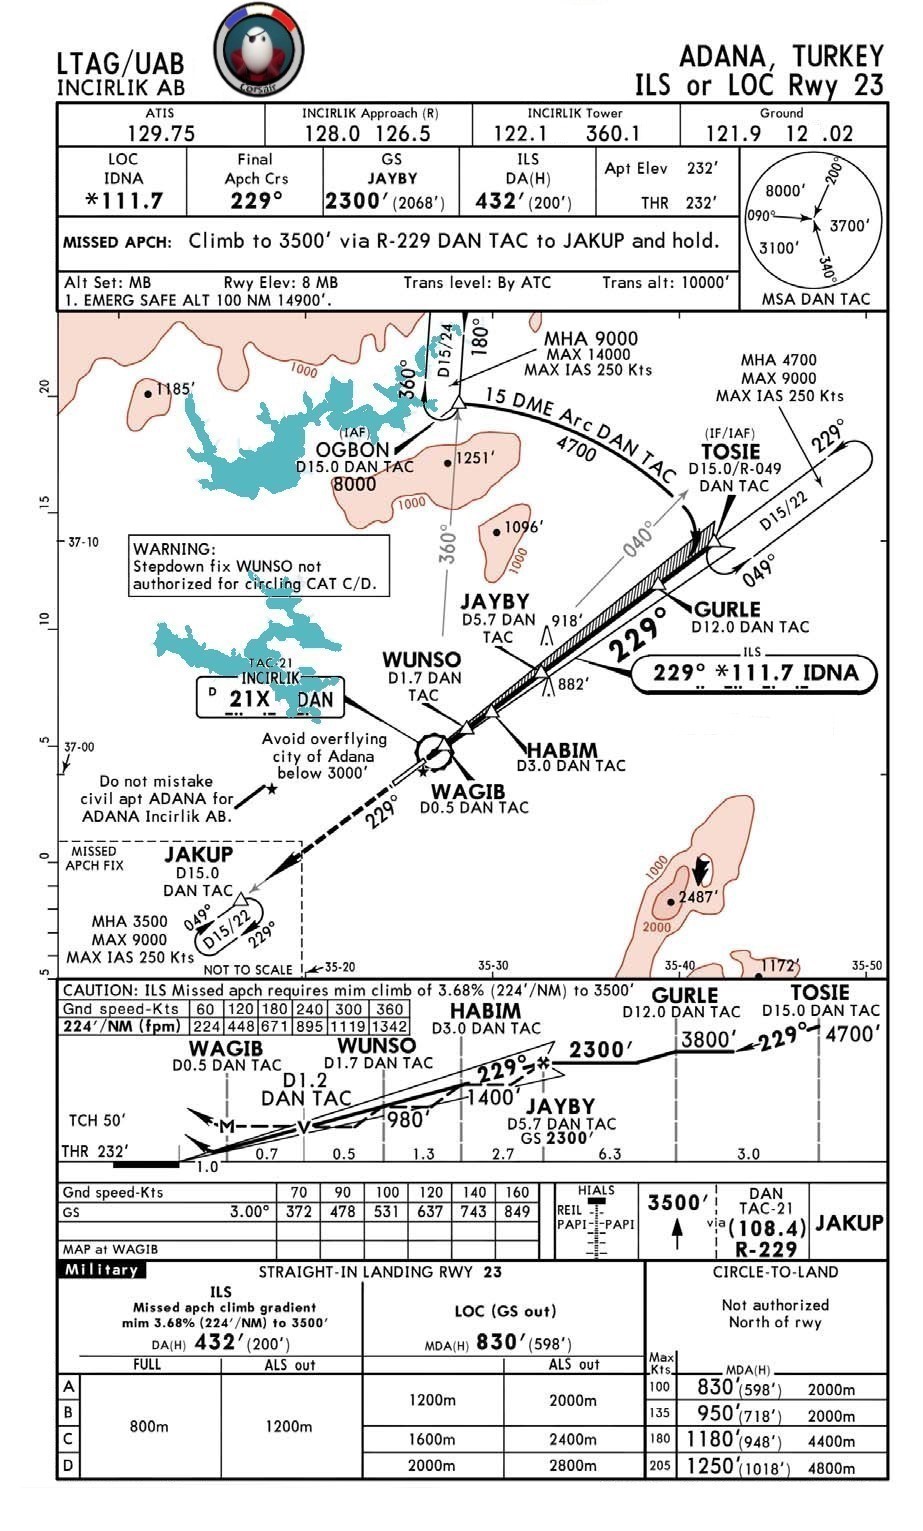 LTAG/UAB
INCIRLIK AB
Corsair
ADANA, TURKEY
ILS or LOC Rwy 23
ATIS
129.75
INCIRLIK Approach (R)
128.0 126.5
INCIRLIK Tower
122.1 360.1
Ground
121.9 12 .02
LOC
IDNA
*111.7
Final
Apch Crs
229°
GS
JAYBY
2300' (2068')
ILS
DA(H)
432' (200')
Apt Elev 232'
THR 232'
MISSED APCH: Climb to 3500' via R-229 DAN TAC to JAKUP and hold.
Alt Set: MB Rwy Elev: 8 MB Trans level: By ATC Trans alt: 10000'
1. EMERG SAFE ALT 100 NM 14900'.
200°
8000'
090°
3700'
3100'
340°
MSA DAN TAC
1000
1185'
20
360°
D15/24
180°
MHA 9000
MAX 14000
MAX IAS 250 Kts
MHA 4700
MAX 9000
MAX IAS 250 Kts
15 DME Arc DAN TAC
4700
(IAF)
OGBON
D15.0 DAN TAC
8000
1251'
1000
(IF/IAF)
TOSIE
D15.0/R-049
DAN TAC
229°
D15/22
049°
15
37-10
1096'
1000
360°
040°
WARNING:
Stepdown fix WUNSO not
authorized for circling CAT C/D.
10
JAYBY
D5.7 DAN
TAC
918'
GURLE
D12.0 DAN TAC
229°
ILS
229° *111.7 IDNA
882'
WUNSO
D1.7 DAN
TAC
TAC-21
INCIRLIK
D 21X DAN
5
37-00
Avoid overflying
city of Adana
below 3000'
HABIM
D3.0 DAN TAC
WAGIB
D0.5 DAN TAC
Do not mistake
civil apt ADANA for
ADANA Incirlik AB.
229°
0
MISSED
APCH FIX
JAKUP
D15.0
DAN TAC
049°
D15/22
229°
MHA 3500
MAX 9000
MAX IAS 250 Kts
NOT TO SCALE
1000
2487'
2000
1172'
5
35-20
35-30
35-40
35-50
CAUTION: ILS Missed apch requires mim climb of 3.68% (224'/NM) to 3500'
Gnd speed-Kts 60 120 180 240 300 360
224'/NM (fpm) 224 448 671 895 1119 1342
HABIM
D3.0 DAN TAC
GURLE
D12.0 DAN TAC
TOSIE
D15.0 DAN TAC
WAGIB
D0.5 DAN TAC
WUNSO
D1.7 DAN TAC
D1.2
DAN TAC
229°
2300'
3800'
229°
4700'
1400'
980'
JAYBY
D5.7 DAN TAC
GS 2300'
TCH 50'
M
V
THR 232'
1.0
0.7
0.5
1.3
2.7
6.3
3.0
Gnd speed-Kts 70 90 100 120 140 160
GS 3.00° 372 478 531 637 743 849
MAP at WAGIB
HIALS
REIL
PAPI PAPI
3500'
via
DAN
TAC-21
(108.4)
R-229
JAKUP
Military
STRAIGHT-IN LANDING RWY 23
CIRCLE-TO-LAND
ILS
Missed apch climb gradient
mim 3.68% (224'/NM) to 3500'
DA(H) 432' (200')
LOC (GS out)
MDA(H) 830' (598')
Not authorized
North of rwy
FULL
ALS out
ALS out
Max
Kts.
MDA(H)
A
B
C
D
800m
1200m
1200m
2000m
1600m
2400m
2000m
2800m
100 830' (598') 2000m
135 950' (718') 2000m
180 1180' (948') 4400m
205 1250' (1018') 4800m